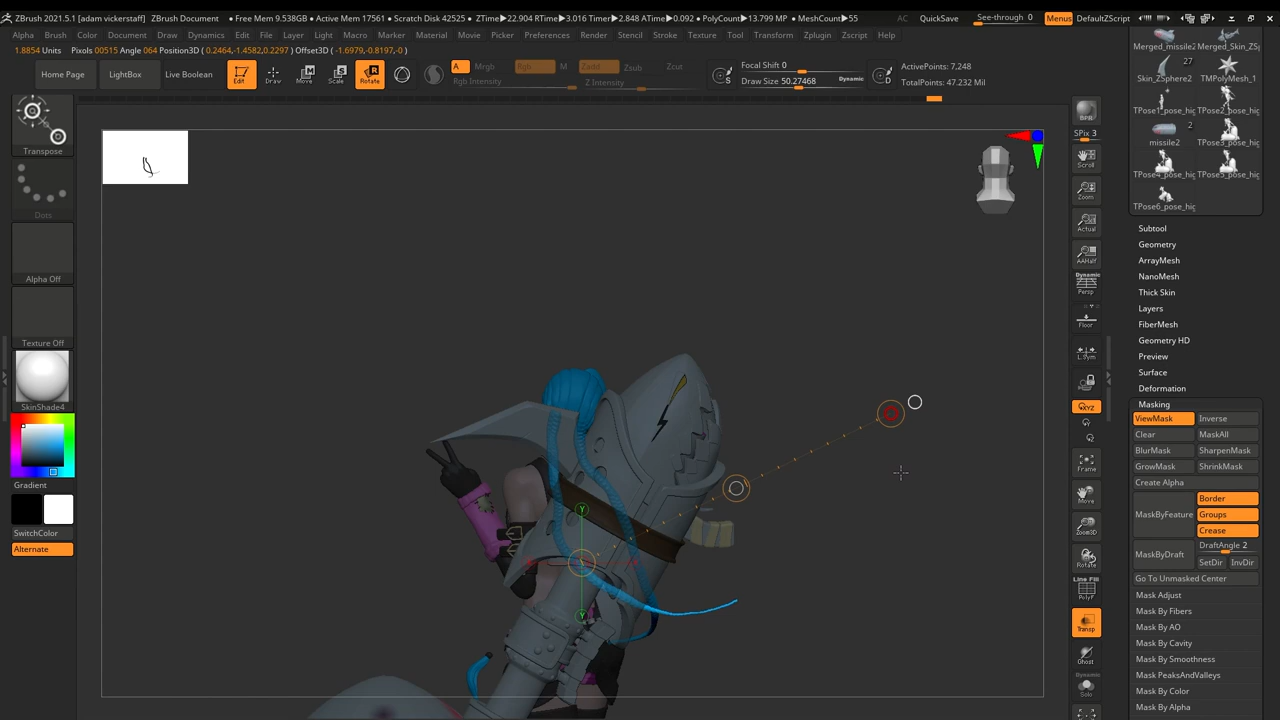 ZBrush 2021.5.1 [adam vickerstaff] ZBrush Document • Free Mem 9.538GB • Active Mem 17561 • Scratch Disk 42525 • ZTime▶22.904 RTime▶3.016 Timer▶2.848 ATime▶0.092 • PolyCount▶13.799 MP • MeshCount▶55 AC QuickSave See-through 0 Menus DefaultZScript
Alpha Brush Color Document Draw Dynamics Edit File Layer Light Macro Marker Material Movie Picker Preferences Render Stencil Stroke Texture Tool Transform Zplugin Zscript Help
1.8854 Units Pixols 00515 Angle 064 Position3D ( 0.2464,-1.4582,0.2297 ) Offset3D ( -1.6979,-0.8197,-0 )
Home Page LightBox Live Boolean Edit Draw Move Scale Rotate A Mrgb Rgb M Zadd Zsub Zcut Rgb Intensity Z Intensity S Focal Shift 0 Draw Size 50.27468 Dynamic D ActivePoints: 7,248 TotalPoints: 47.232 Mil
Transpose
Dots
Alpha Off
Texture Off
SkinShade4
Gradient
SwitchColor
Alternate
Y
Y
BPR
SPix 3
Scroll
Zoom
Actual
AAHalf
Dynamic
Persp
Floor
L.Sym
XYZ
Frame
Move
Zoom3D
Rotate
Line Fill
PolyF
Transp
Ghost
Dynamic
Solo
Merged_missile2 Merged_Skin_ZS
27
Skin_ZSphere2 TMPolyMesh_1
TPose1_pose_hig TPose2_pose_hig
2
missile2 TPose3_pose_hig
TPose4_pose_hig TPose5_pose_hig
TPose6_pose_hig
Subtool
Geometry
ArrayMesh
NanoMesh
Thick Skin
Layers
FiberMesh
Geometry HD
Preview
Surface
Deformation
Masking
ViewMask Inverse
Clear MaskAll
BlurMask SharpenMask
GrowMask ShrinkMask
Create Alpha
MaskByFeature Border
Groups
Crease
MaskByDraft DraftAngle 2
SetDir InvDir
Go To Unmasked Center
Mask Adjust
Mask By Fibers
Mask By AO
Mask By Cavity
Mask By Smoothness
Mask PeaksAndValleys
Mask By Color
Mask By Alpha